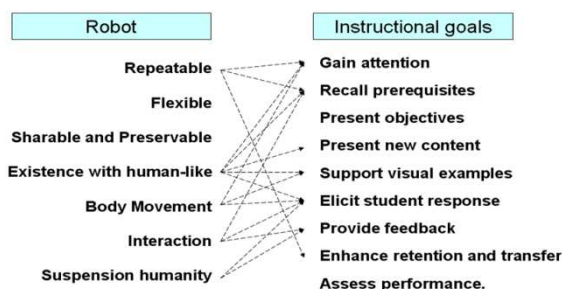 Robot
Repeatable
Flexible
Sharable and Preservable
Existence with human-like
Body Movement
Interaction
Suspension humanity
Instructional goals
Gain attention
Recall prerequisites
Present objectives
Present new content
Support visual examples
Elicit student response
Provide feedback
Enhance retention and transfer
Assess performance.